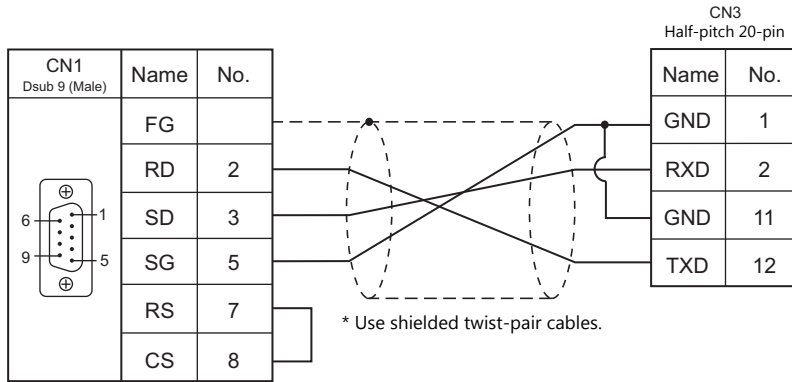 CN3
Half-pitch 20-pin
CN1
Dsub 9 (Male)
Name No.
Name No.
FG
GND 1
RD 2
RXD 2
SD 3
GND 11
SG 5
TXD 12
RS 7
CS 8
6
1
9
5
* Use shielded twist-pair cables.